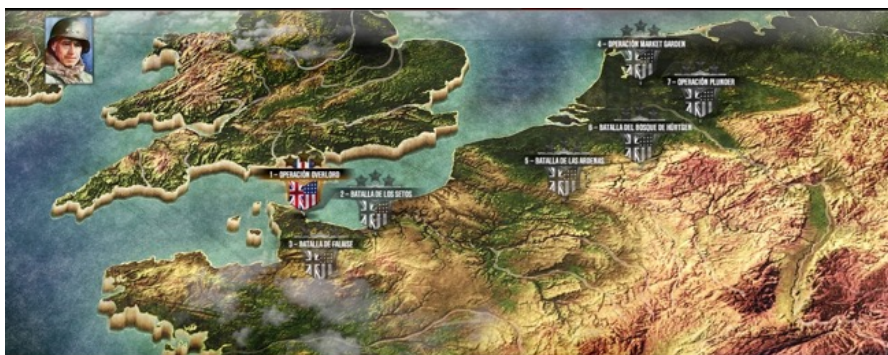 1 - OPERACIÓN OVERLORD
2 - BATALLA DE LOS SETOS
3 - BATALLA DE FALAISE
4 - OPERACIÓN MARKET GARDEN
5 - BATALLA DE LAS ARDENAS
6 - BATALLA DEL BOSQUE DE HÜRTGEN
7 - OPERACIÓN PLUNDER